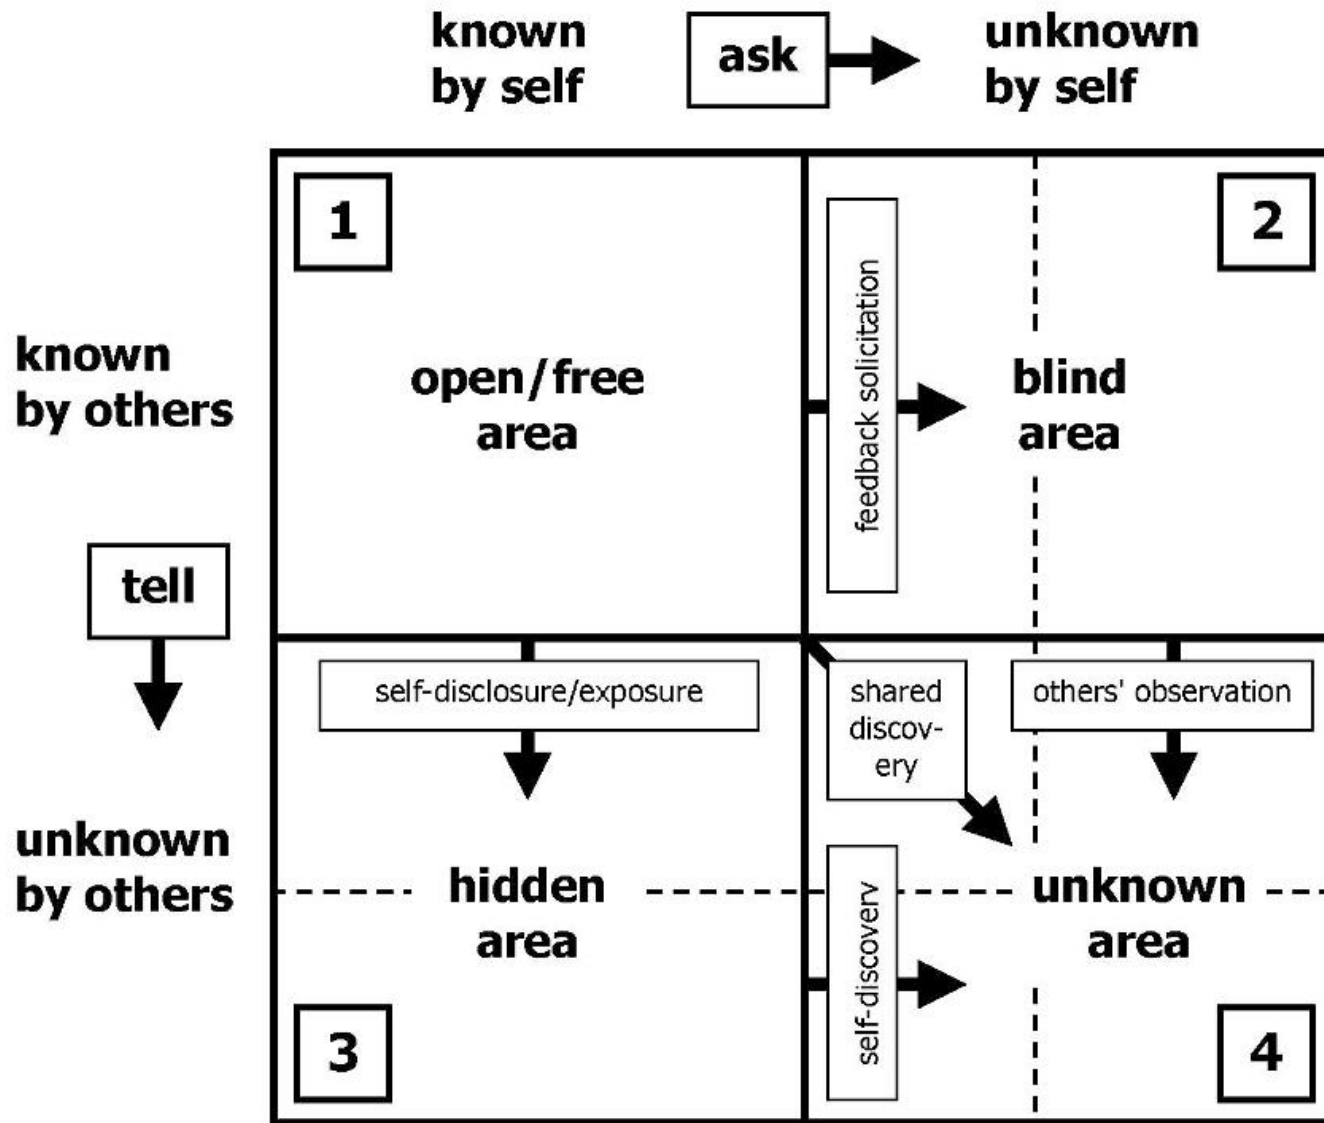 known
by self
ask
unknown
by self
1
2
known
by others
open/free
area
feedback solicitation
blind
area
tell
self-disclosure/exposure
shared
discov-
ery
others' observation
unknown
by others
hidden
area
self-discovery
unknown
area
3
4